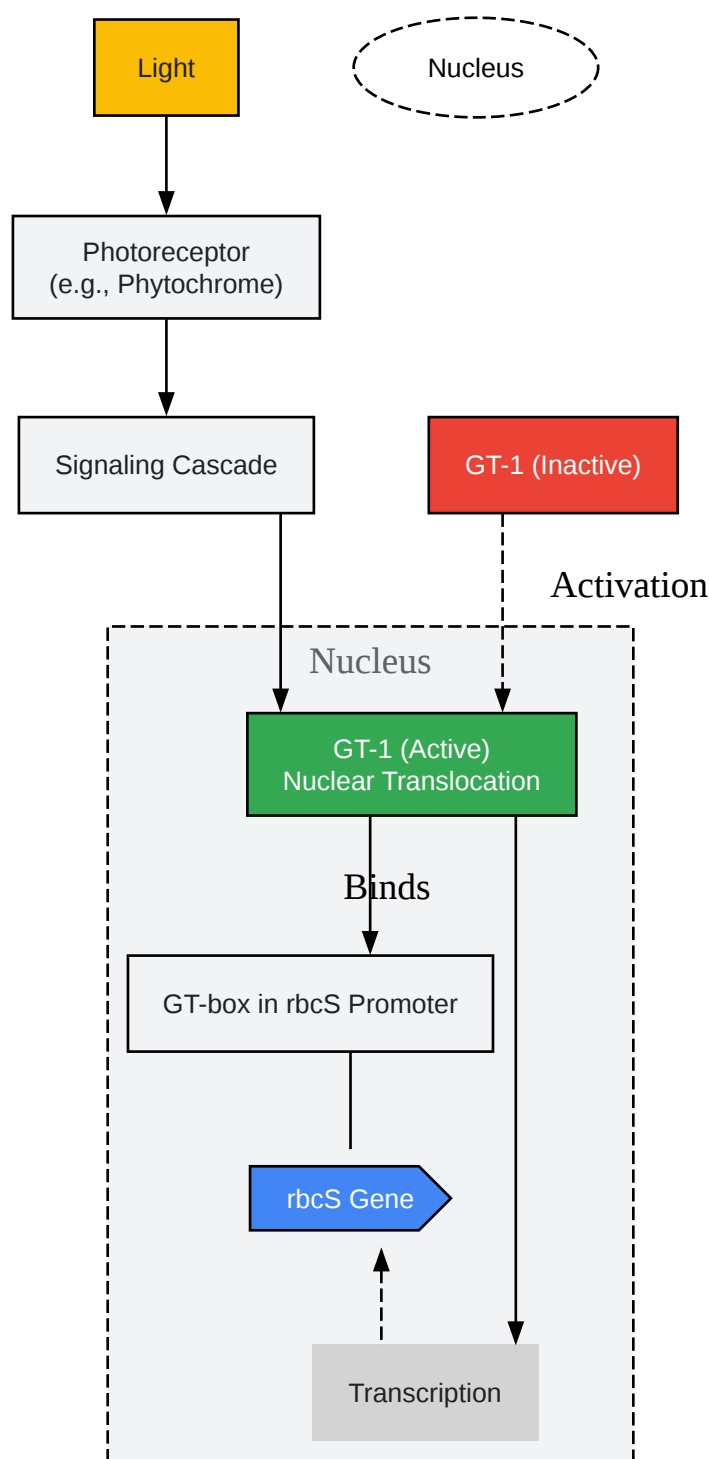 Light
Nucleus
Photoreceptor
(e.g., Phytochrome)
Signaling Cascade
GT-1 (Inactive)
Activation
Nucleus
GT-1 (Active)
Nuclear Translocation
Binds
GT-box in rbcS Promoter
rbcS Gene
Transcription